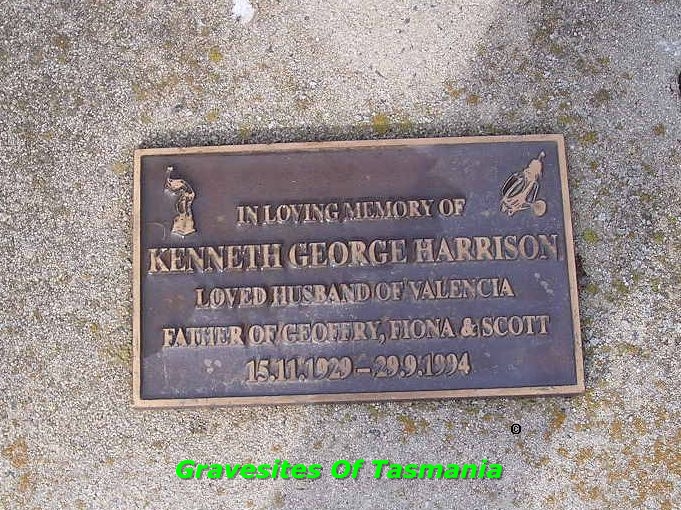 IN LOVING MEMORY OF
KENNETH GEORGE HARRISON
LOVED HUSBAND OF VALENCIA
FATHER OF GEOFFRY, FIONA & SCOTT
15.11.1929 – 29.9.1994
Gravesites Of Tasmania